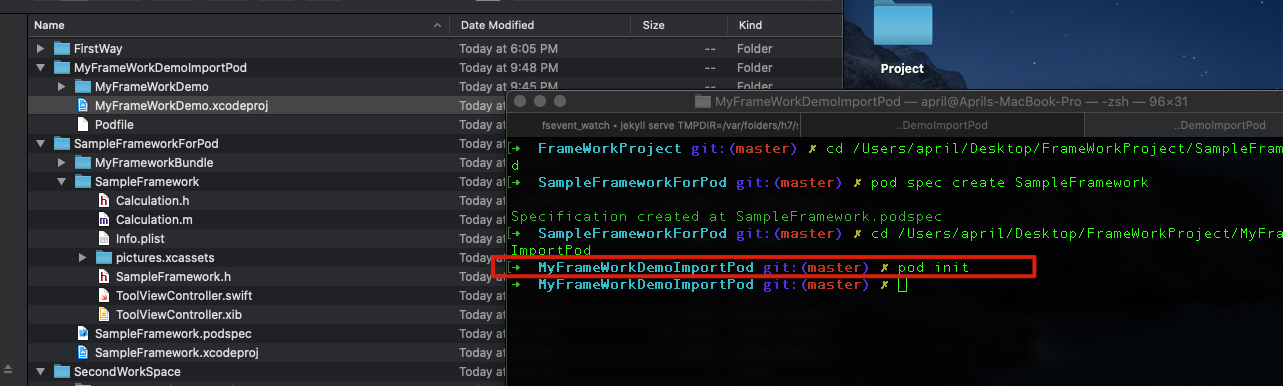 Name Date Modified Size Kind
FirstWay Today at 6:05 PM -- Folder
MyFrameWorkDemoImportPod Today at 9:48 PM -- Folder
MyFrameWorkDemo Today at 9:45 PM -- Folder
MyFrameWorkDemo.xcodeproj Today at
Podfile Today at
SampleFrameworkForPod Today at
MyFrameworkBundle Today at
SampleFramework Today at
Calculation.h Today at
Calculation.m Today at
Info.plist Today at
pictures.xcassets Today at
SampleFramework.h Today at
ToolViewController.swift Today at
ToolViewController.xib Today at
SampleFramework.podspec Today at
SampleFramework.xcodeproj Today at
SecondWorkSpace Today at
Project
MyFrameWorkDemoImportPod — april@Aprils-MacBook-Pro — -zsh — 96×31
fsevent_watch • jekyll serve TMPDIR=/var/folders/h7/s ..DemoImportPod ..DemoImportPod
[➜ FrameWorkProject git:(master) ✗ cd /Users/april/Desktop/FrameWorkProject/SampleFram
d
[➜ SampleFrameworkForPod git:(master) ✗ pod spec create SampleFramework
Specification created at SampleFramework.podspec
[➜ SampleFrameworkForPod git:(master) ✗ cd /Users/april/Desktop/FrameWorkProject/MyFra
ImportPod
[➜ MyFrameWorkDemoImportPod git:(master) ✗ pod init
➜ MyFrameWorkDemoImportPod git:(master) ✗